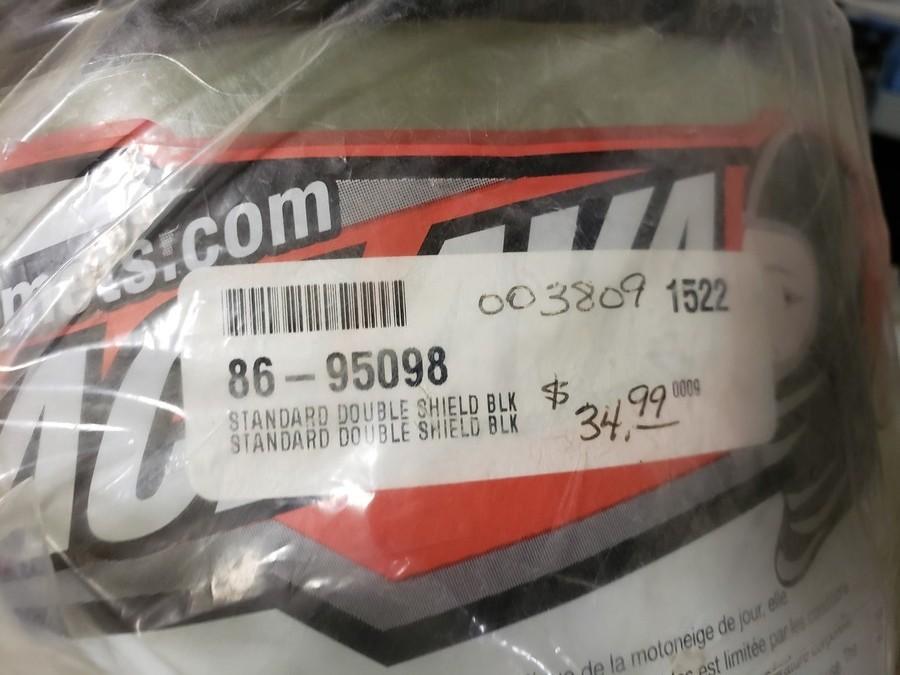 mets.com
003809 1522
86-95098
STANDARD DOUBLE SHIELD BLK
STANDARD DOUBLE SHIELD BLK
$ 34.99
0009
de la motoneige de jour, elle
est limitée par les